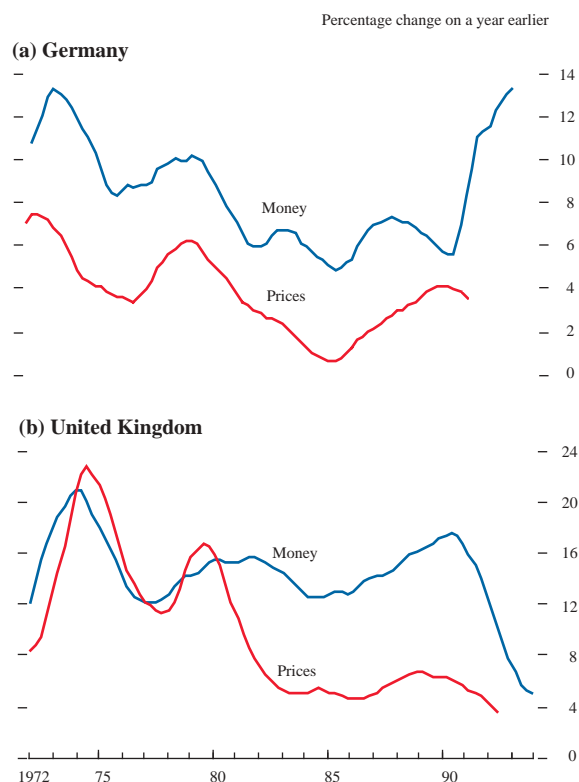 Percentage change on a year earlier
(a) Germany
14
12
10
8
Money
6
4
Prices
2
0
(b) United Kingdom
24
20
Money
16
12
8
Prices
4
0
1972 75 80 85 90